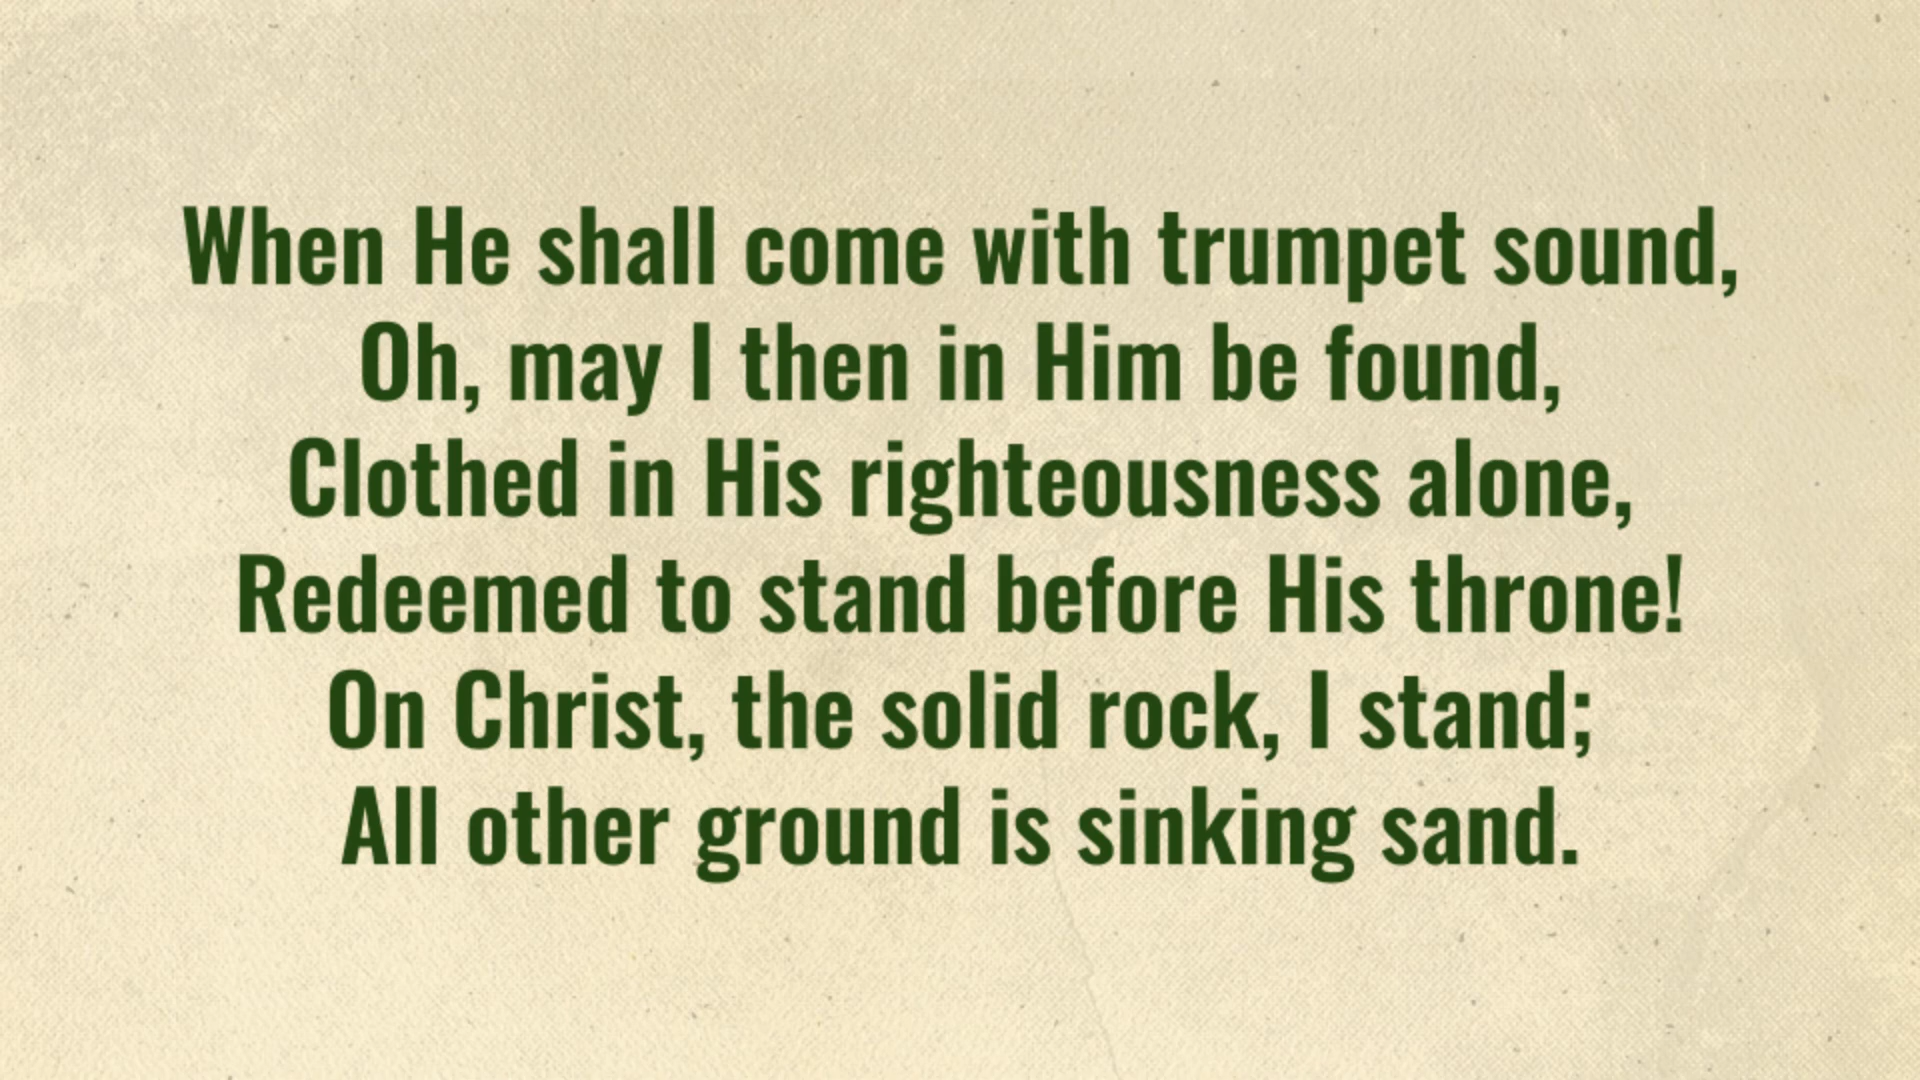 When He shall come with trumpet sound,
Oh, may I then in Him be found,
Clothed in His righteousness alone,
Redeemed to stand before His throne!
On Christ, the solid rock, I stand;
All other ground is sinking sand.